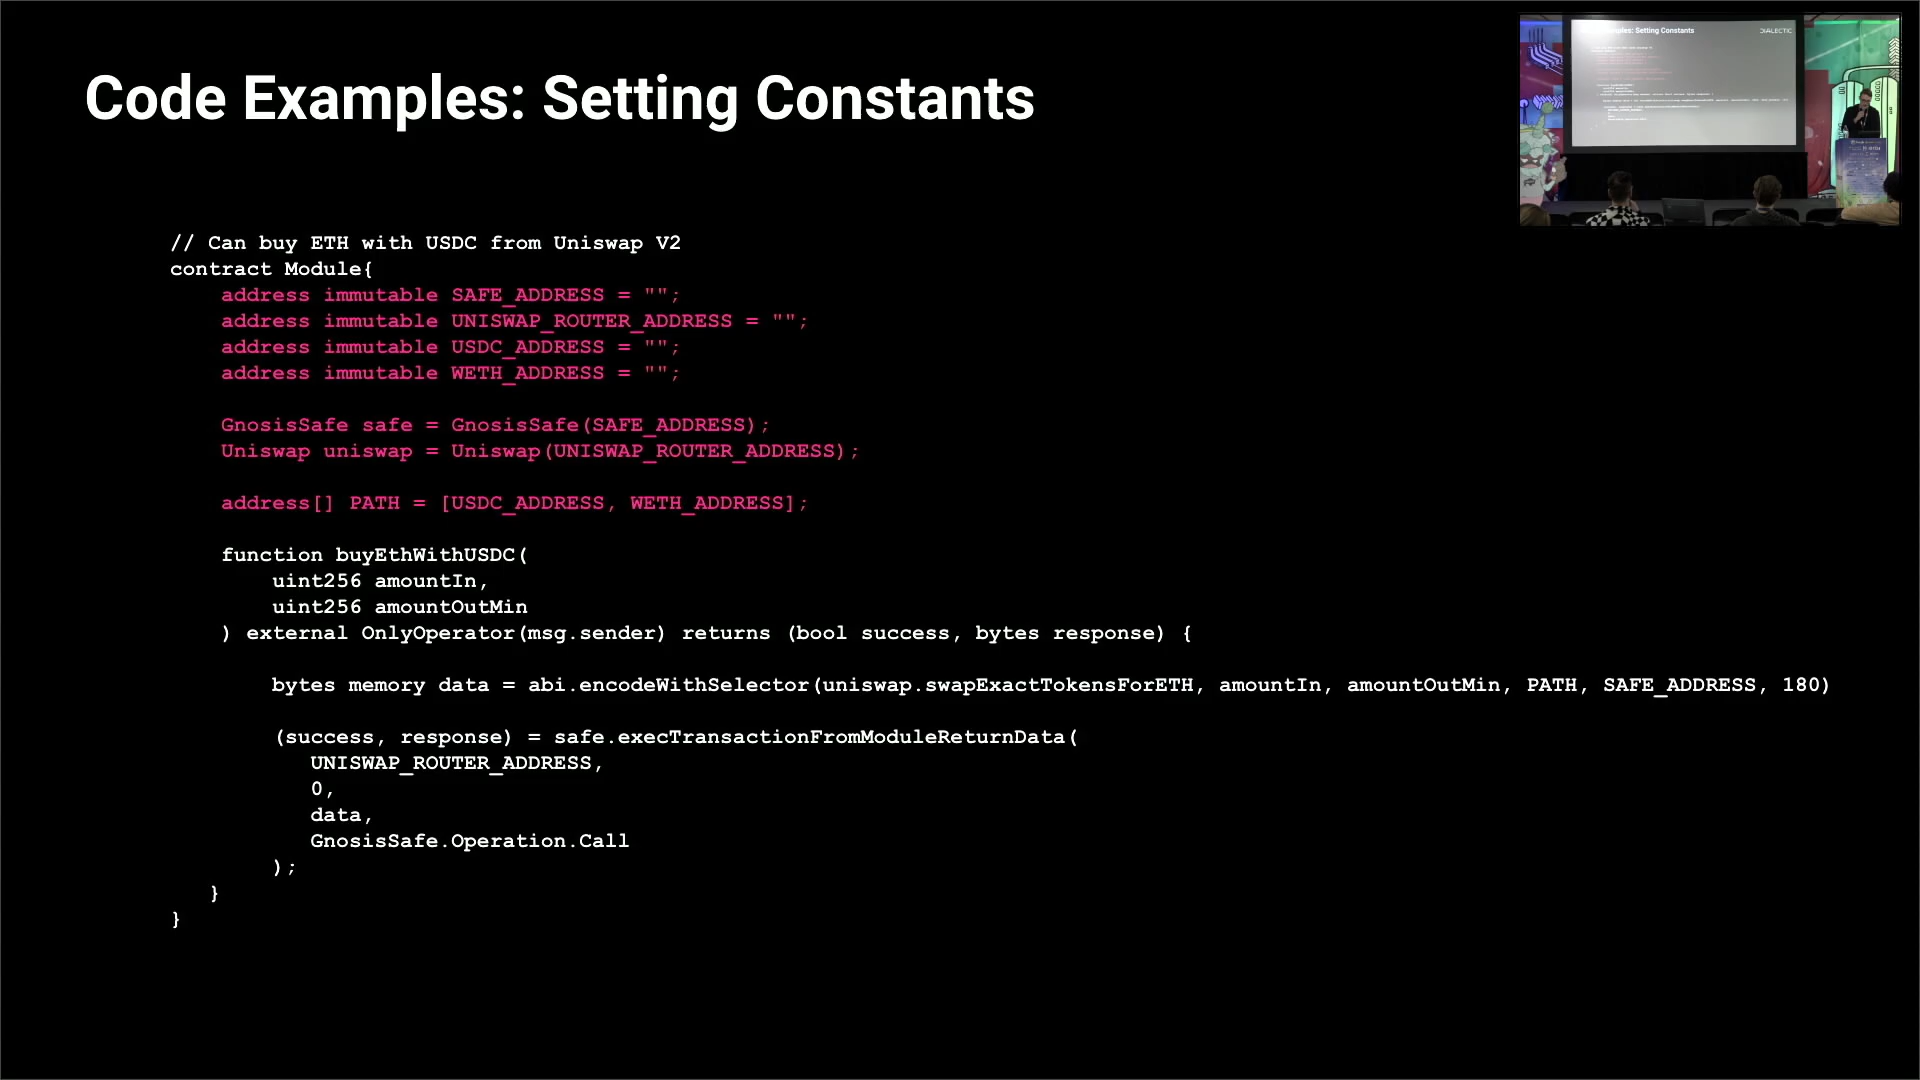 Code Examples: Setting Constants
// Can buy ETH with USDC from Uniswap V2
contract Module{
address immutable SAFE_ADDRESS = "";
address immutable UNISWAP_ROUTER_ADDRESS = "";
address immutable USDC_ADDRESS = "";
address immutable WETH_ADDRESS = "";
GnosisSafe safe = GnosisSafe(SAFE_ADDRESS);
Uniswap uniswap = Uniswap(UNISWAP_ROUTER_ADDRESS);
address[] PATH = [USDC_ADDRESS, WETH_ADDRESS];
function buyEthWithUSDC(
uint256 amountIn,
uint256 amountOutMin
) external OnlyOperator(msg.sender) returns (bool success, bytes response) {
bytes memory data = abi.encodeWithSelector(uniswap.swapExactTokensForETH, amountIn, amountOutMin, PATH, SAFE_ADDRESS, 180)
(success, response) = safe.execTransactionFromModuleReturnData(
UNISWAP_ROUTER_ADDRESS,
0,
data,
GnosisSafe.Operation.Call
);
}
}
Setting Constants
DIALECTIC